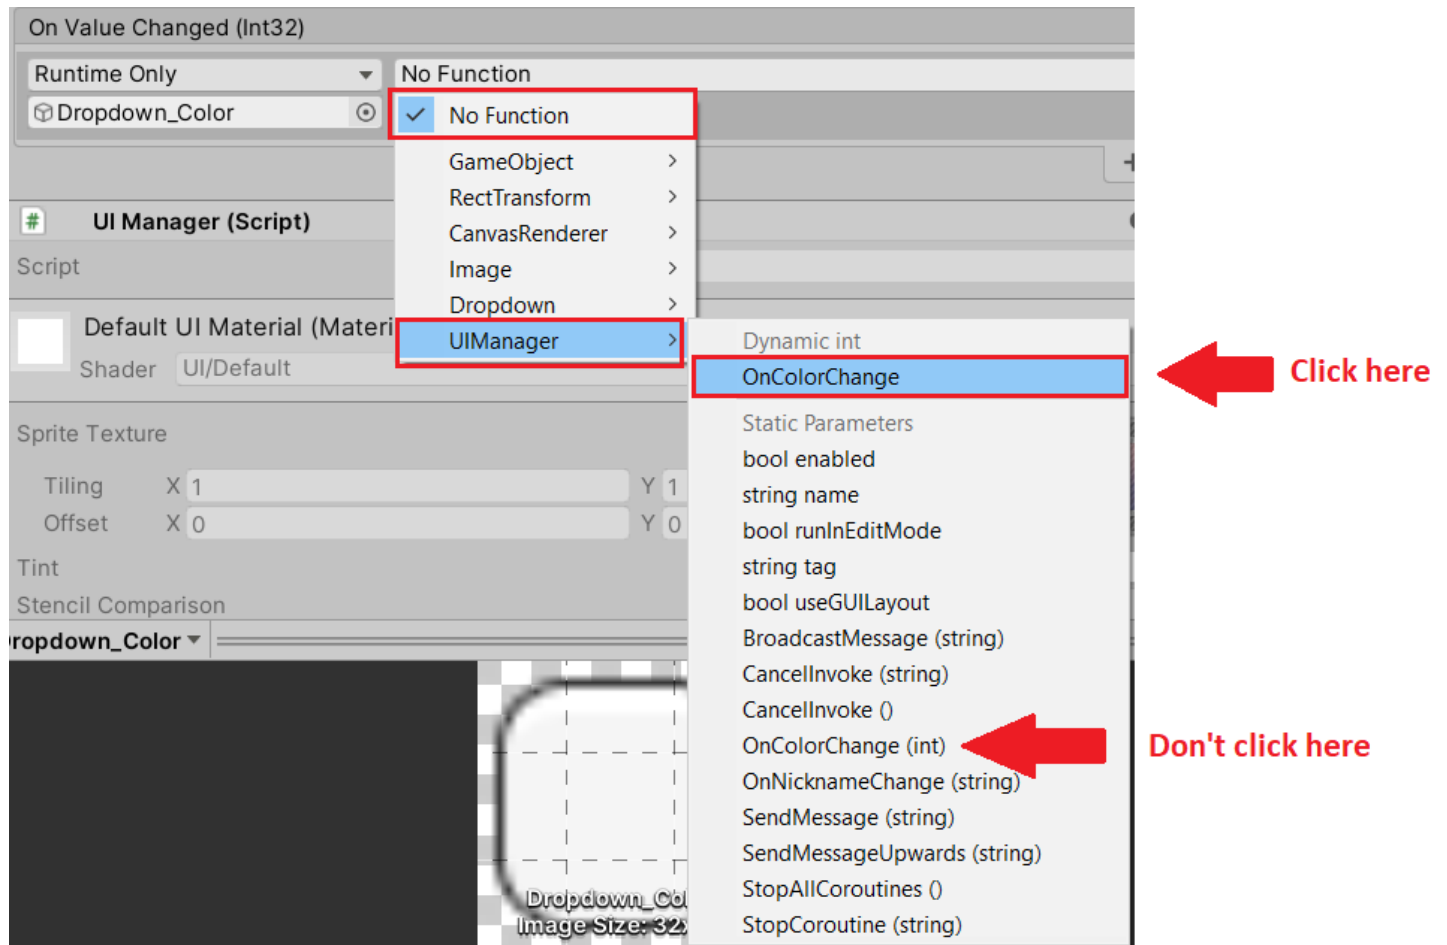 On Value Changed (Int32)
Runtime Only
No Function
Dropdown_Color
No Function
GameObject
RectTransform
CanvasRenderer
Image
Dropdown
UIManager
# UI Manager (Script)
Script
Default UI Material (Materi
Shader UI/Default
Sprite Texture
Tiling X 1 Y 1
Offset X 0 Y 0
Tint
Stencil Comparison
ropdown_Color
Dynamic int
OnColorChange
Click here
Static Parameters
bool enabled
string name
bool runInEditMode
string tag
bool useGUILayout
BroadcastMessage (string)
CancelInvoke (string)
CancelInvoke ()
OnColorChange (int)
Don't click here
OnNicknameChange (string)
SendMessage (string)
SendMessageUpwards (string)
StopAllCoroutines ()
StopCoroutine (string)
Dropdown_Col
Image Size: 32x